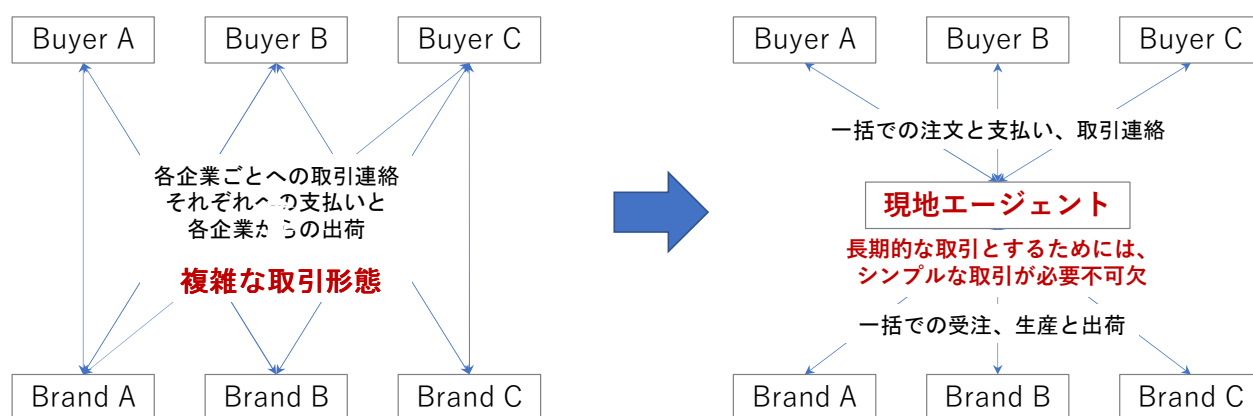 Buyer A
Buyer B
Buyer C
各企業ごとへの取引連絡
それぞれへの支払いと
各企業からの出荷
複雑な取引形態
Brand A
Brand B
Brand C
Buyer A
Buyer B
Buyer C
一括での注文と支払い、取引連絡
現地エージェント
長期的な取引とするためには、
シンプルな取引が必要不可欠
一括での受注、生産と出荷
Brand A
Brand B
Brand C